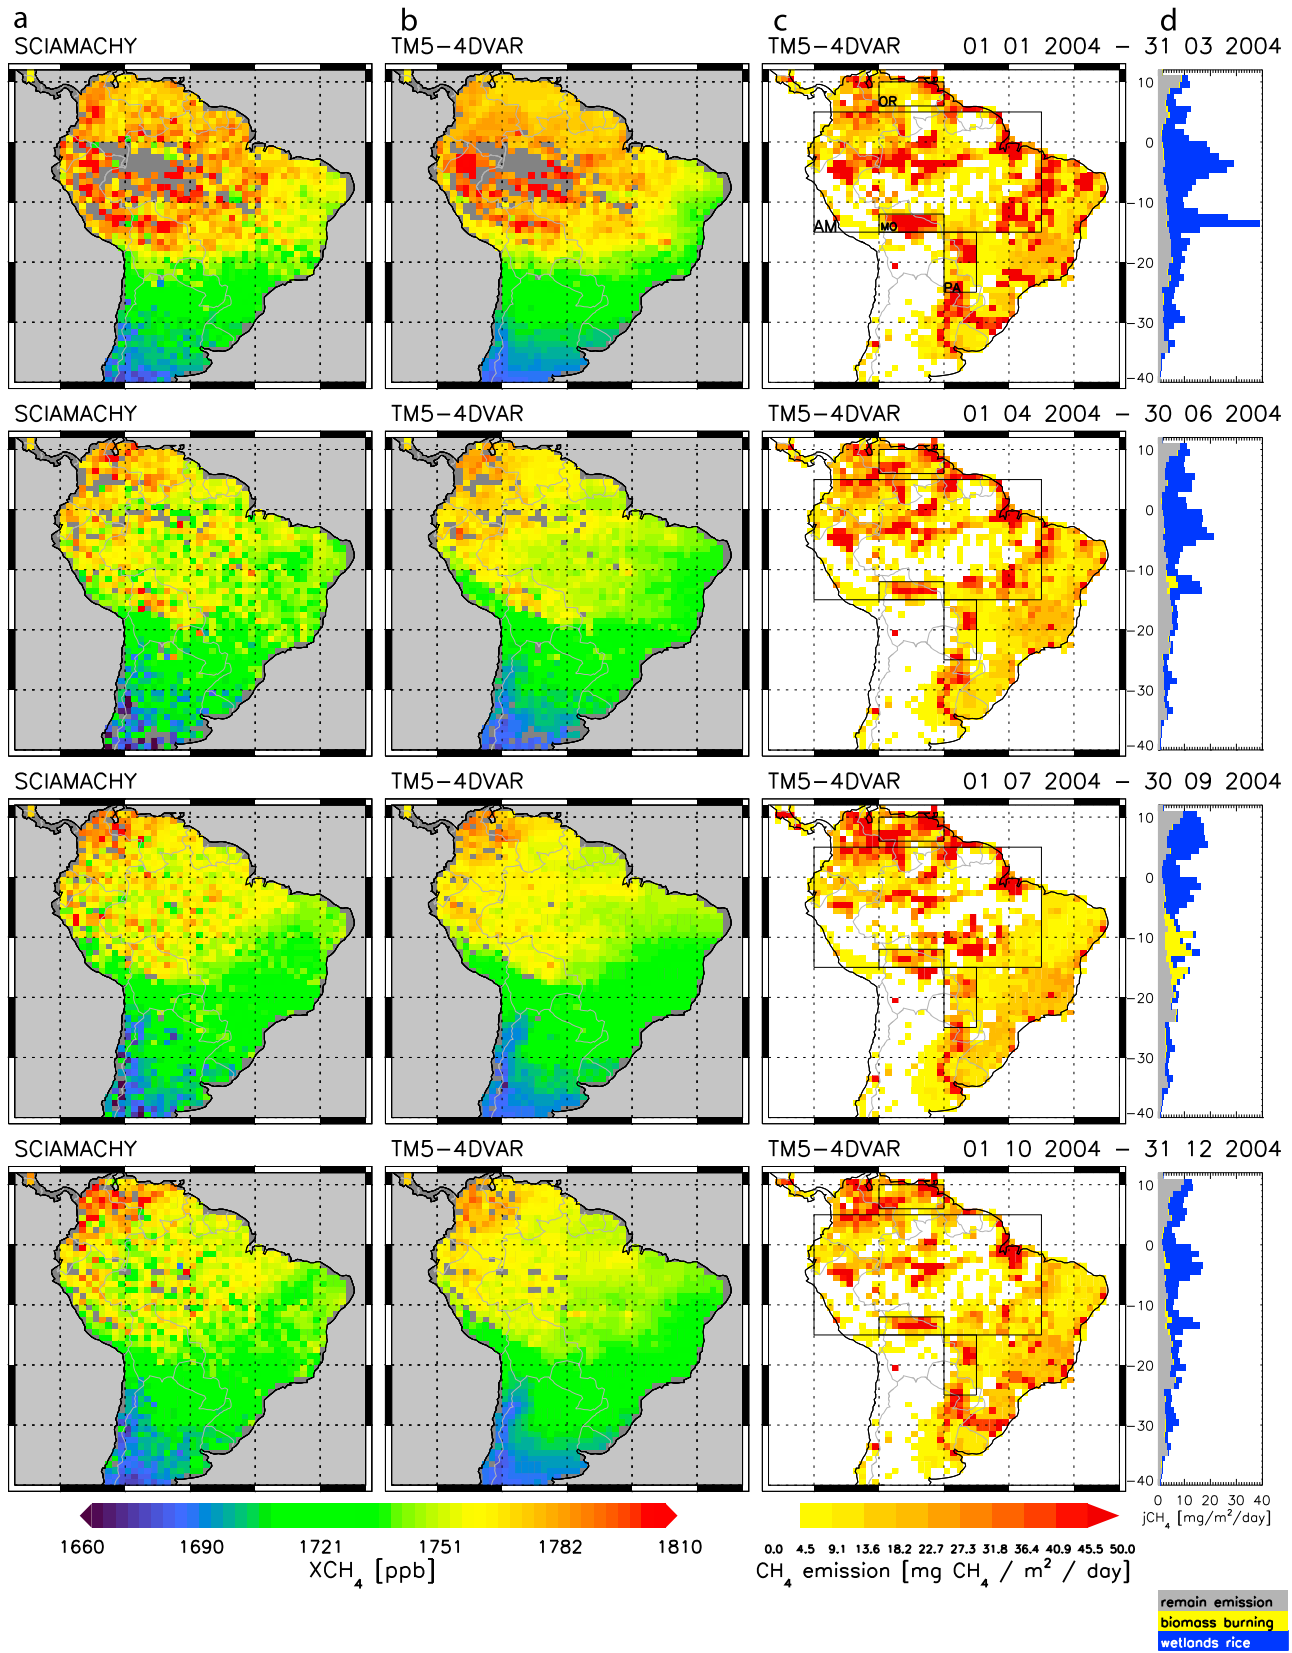 a b c d
SCIAMACHY TM5-4DVAR TM5-4DVAR 01 01 2004 - 31 03 2004
OR
AM
MO
PA
10
0
-10
-20
-30
-40
SCIAMACHY TM5-4DVAR TM5-4DVAR 01 04 2004 - 30 06 2004
10
0
-10
-20
-30
-40
SCIAMACHY TM5-4DVAR TM5-4DVAR 01 07 2004 - 30 09 2004
10
0
-10
-20
-30
-40
SCIAMACHY TM5-4DVAR TM5-4DVAR 01 10 2004 - 31 12 2004
10
0
-10
-20
-30
-40
0 10 20 30 40
jCH₄ [mg/m²/day]
1660 1690 1721 1751 1782 1810
XCH₄ [ppb]
0.0 4.5 9.1 13.6 18.2 22.7 27.3 31.8 36.4 40.9 45.5 50.0
CH₄ emission [mg CH₄ / m² / day]
remain emission
biomass burning
wetlands rice